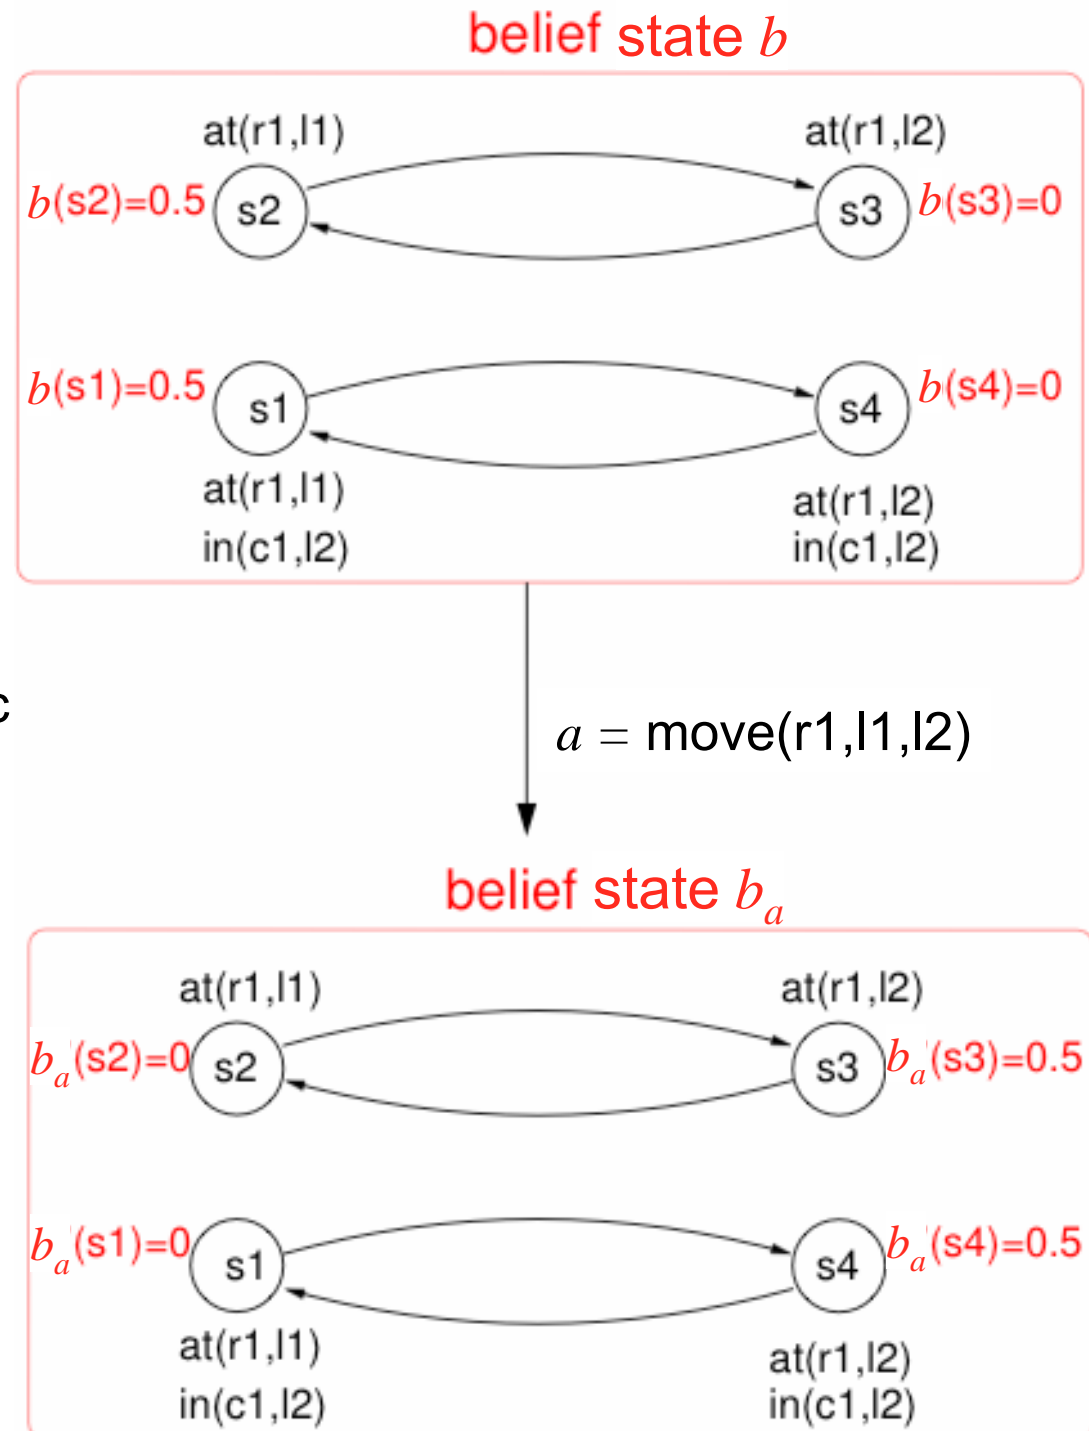 belief state b
at(r1,l1) at(r1,l2)
b(s2)=0.5 s2 s3 b(s3)=0
b(s1)=0.5 s1 s4 b(s4)=0
at(r1,l1) at(r1,l2)
in(c1,l2) in(c1,l2)
c
a = move(r1,l1,l2)
belief state bₐ
at(r1,l1) at(r1,l2)
bₐ'(s2)=0 s2 s3 bₐ'(s3)=0.5
bₐ'(s1)=0 s1 s4 bₐ'(s4)=0.5
at(r1,l1) at(r1,l2)
in(c1,l2) in(c1,l2)